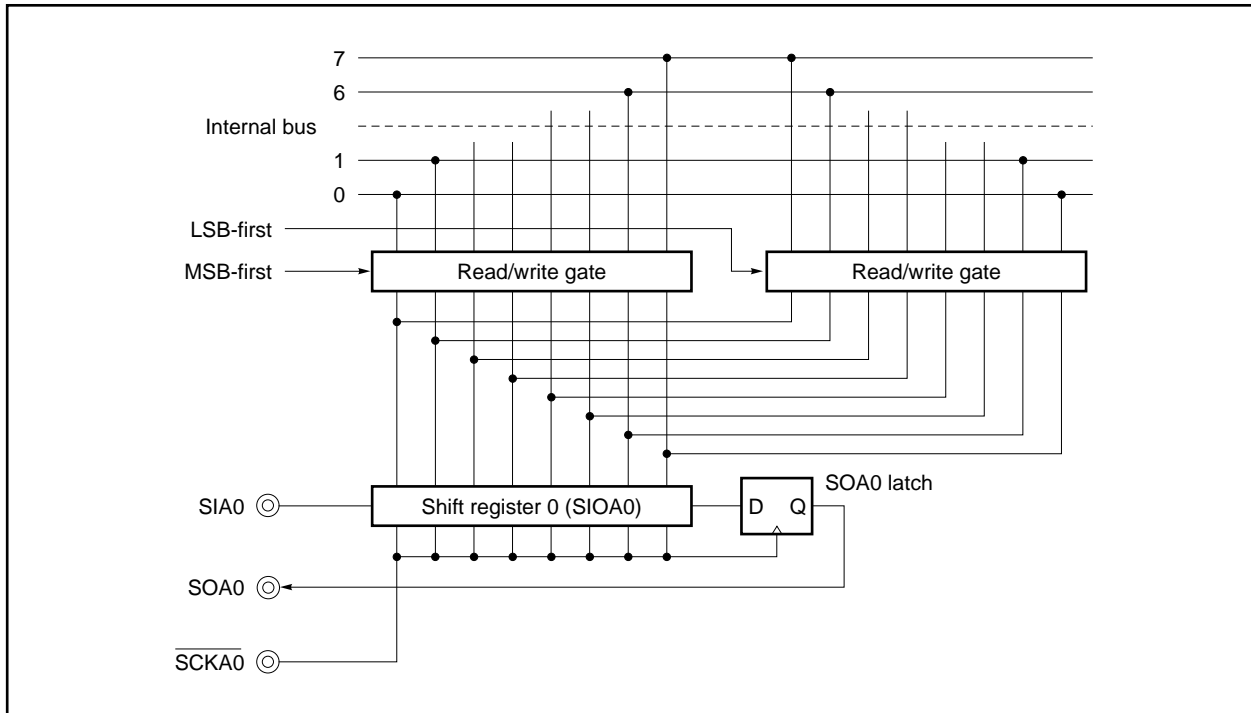 7
6
Internal bus
1
0
LSB-first
MSB-first
Read/write gate
Read/write gate
SOA0 latch
SIA0
Shift register 0 (SIOA0)
D Q
SOA0
SCKA0